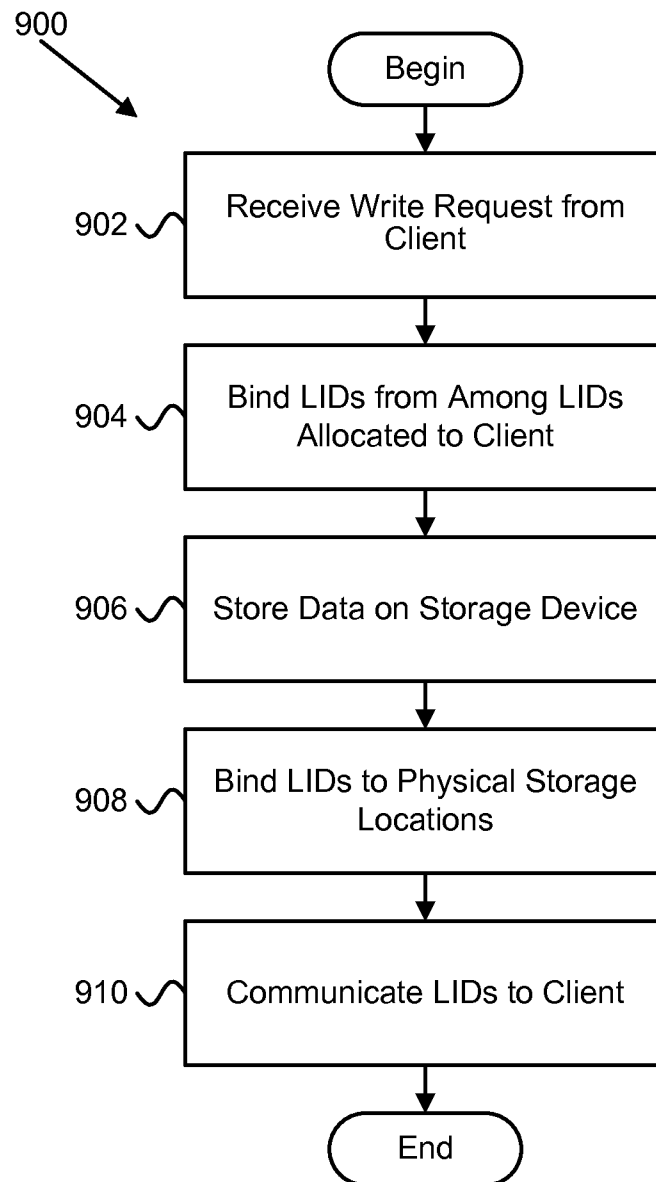 900
Begin
902
Receive Write Request from
Client
904
Bind LIDs from Among LIDs
Allocated to Client
906
Store Data on Storage Device
908
Bind LIDs to Physical Storage
Locations
910
Communicate LIDs to Client
End